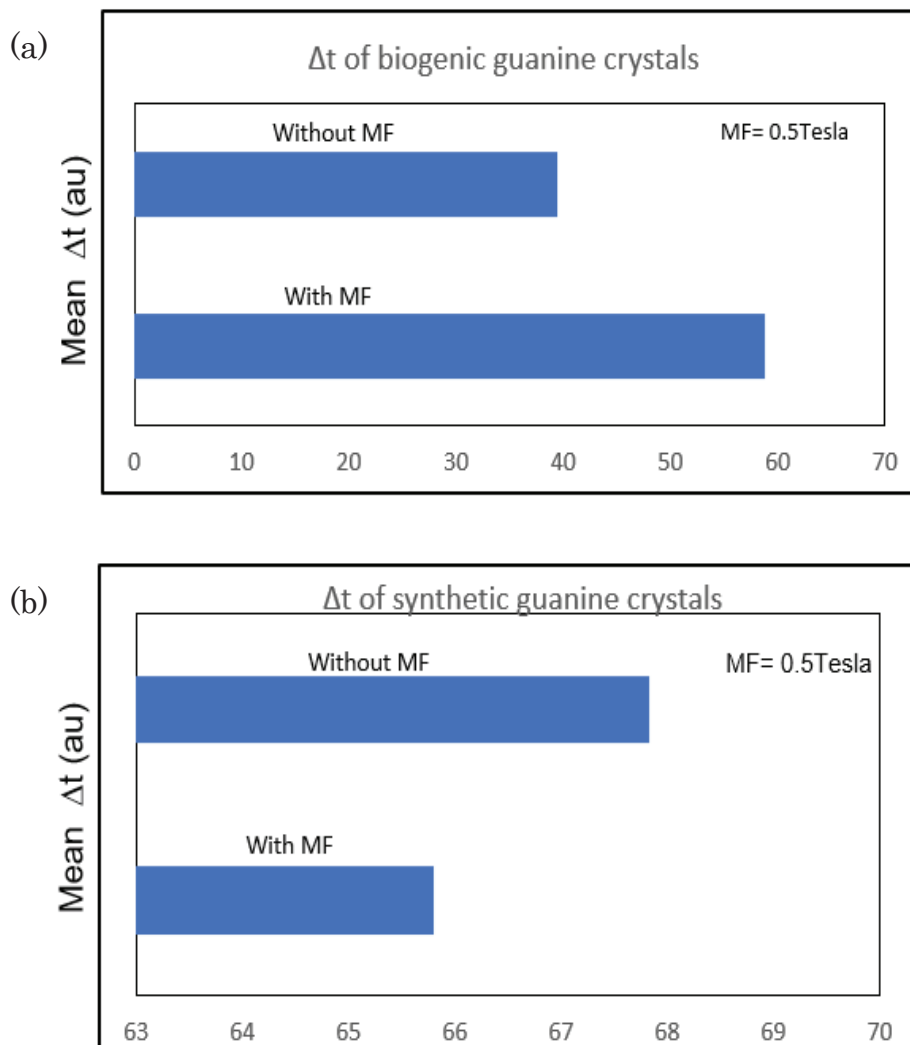 (a)
Δt of biogenic guanine crystals
Without MF
MF= 0.5Tesla
With MF
Mean Δt (au)
0 10 20 30 40 50 60 70
(b)
Δt of synthetic guanine crystals
Without MF
MF= 0.5Tesla
With MF
Mean Δt (au)
63 64 65 66 67 68 69 70